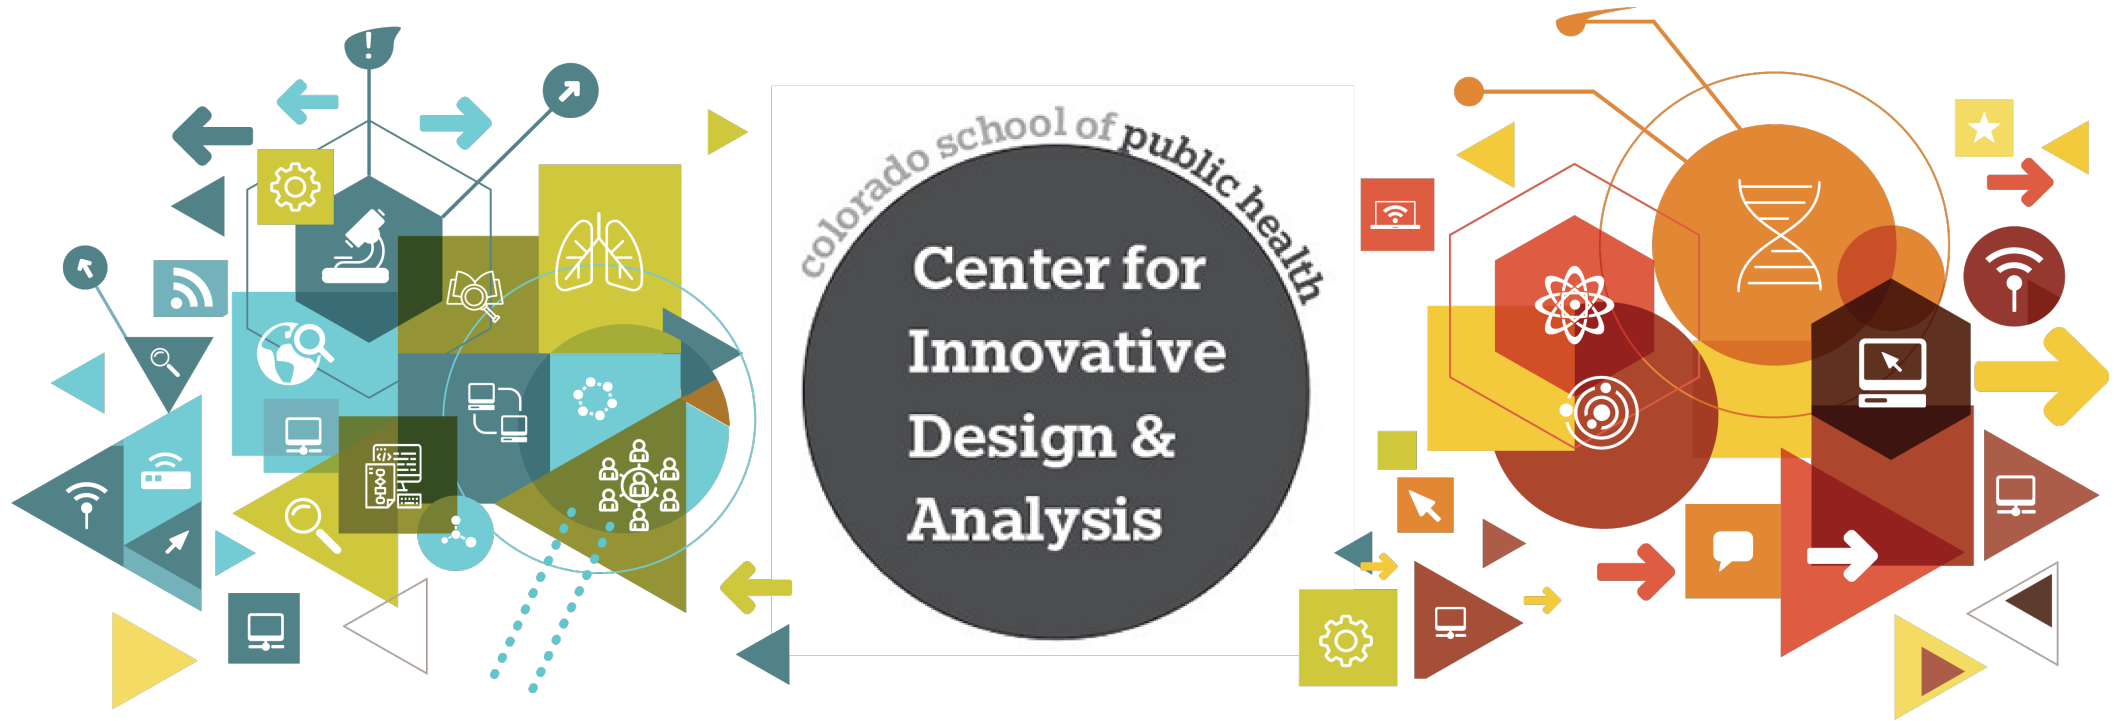 colorado school of public health
Center for
Innovative
Design &
Analysis